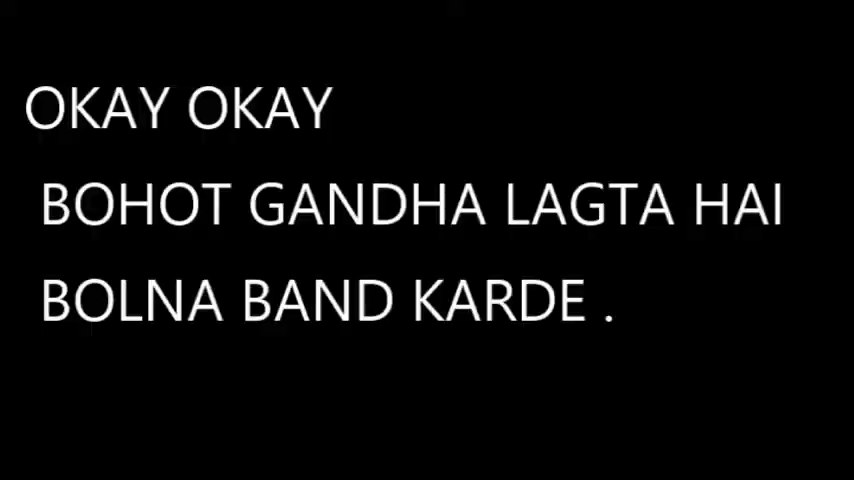 OKAY OKAY
BOHOT GANDHA LAGTA HAI
BOLNA BAND KARDE .